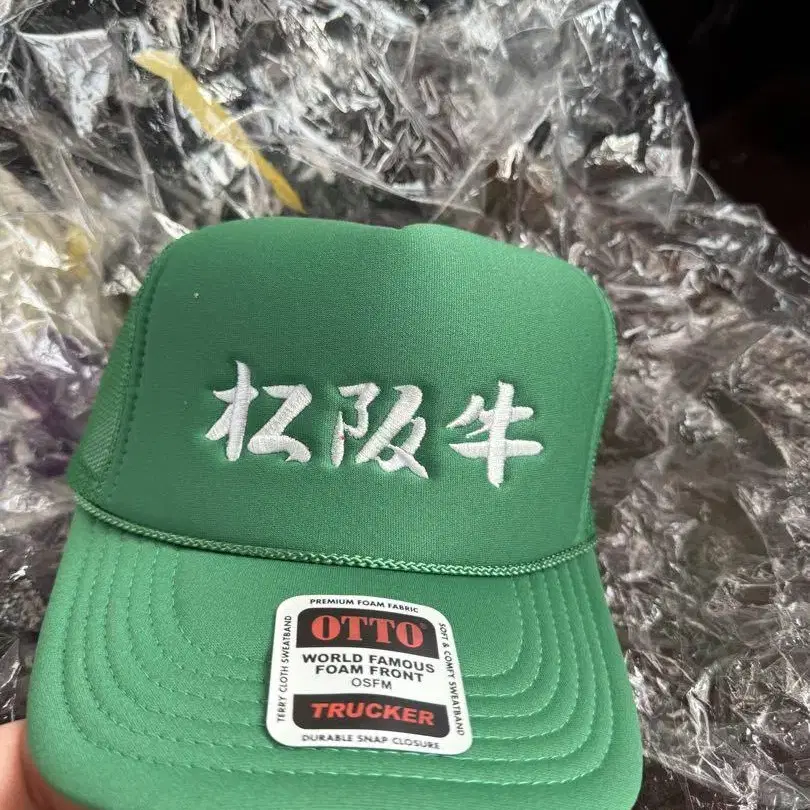 松阪牛
PREMIUM FOAM FABRIC
OTTO®
WORLD FAMOUS
FOAM FRONT
OSFM
TRUCKER
DURABLE SNAP CLOSURE
TERRY CLOTH SWEATBAND
SOFT & COMFY SWEATBAND